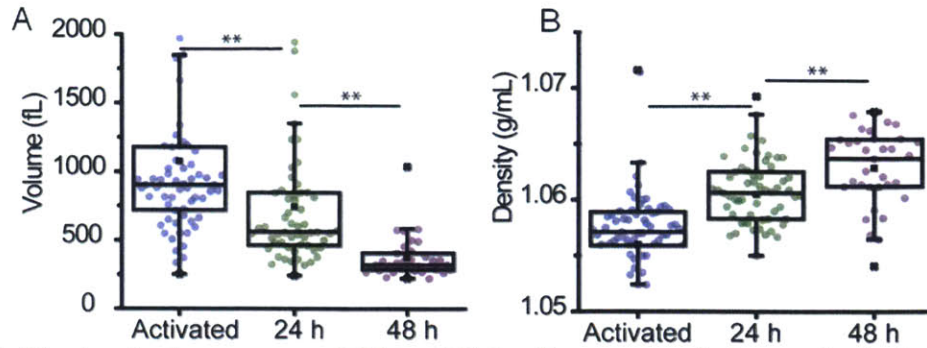 A
B
2000
1500
1000
500
0
Volume (fL)
**
**
Activated
24 h
48 h
1.07
1.06
1.05
Density (g/mL)
**
**
Activated
24 h
48 h